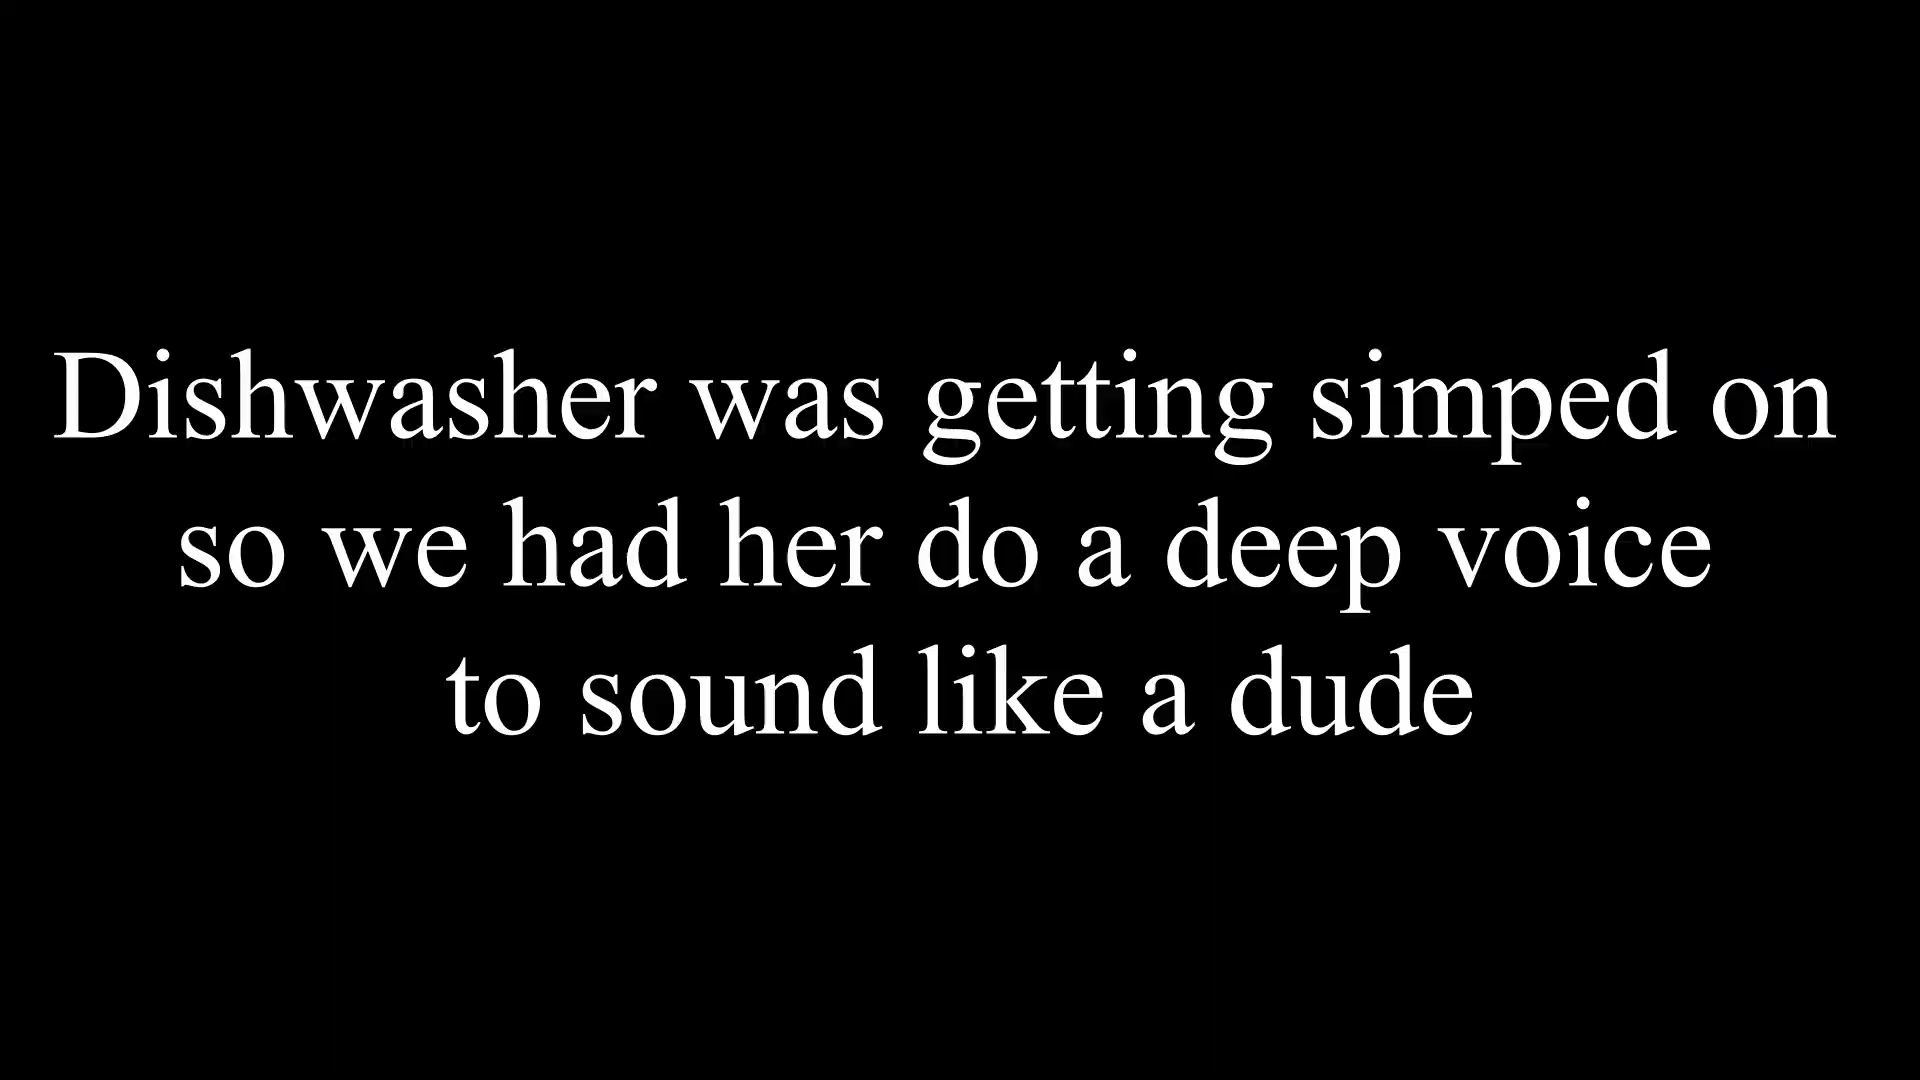 Dishwasher was getting simped on
so we had her do a deep voice
to sound like a dude